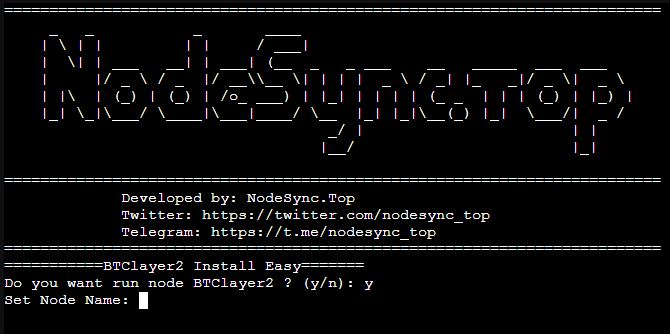 NodeSync.Top
Developed by: NodeSync.Top
Twitter: https://twitter.com/nodesync_top
Telegram: https://t.me/nodesync_top
===========BTClayer2 Install Easy=======
Do you want run node BTClayer2 ? (y/n): y
Set Node Name: